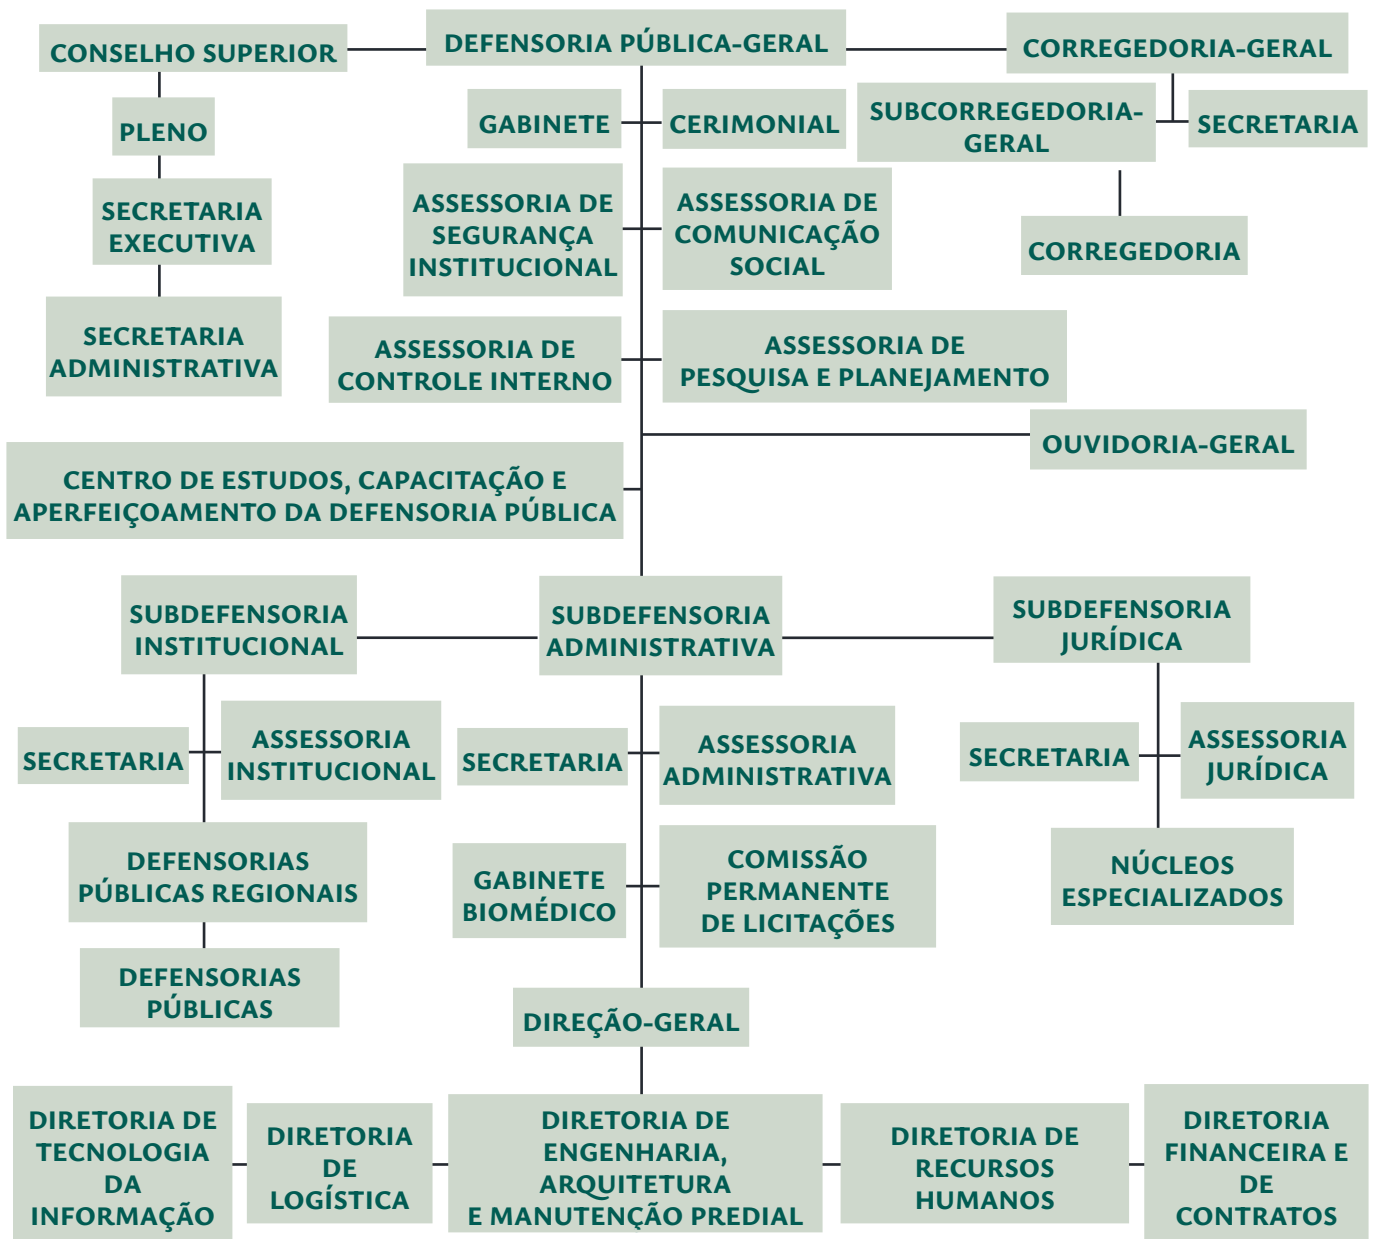 CONSELHO SUPERIOR
DEFENSORIA PÚBLICA-GERAL
CORREGEDORIA-GERAL
PLENO
GABINETE
CERIMONIAL
SUBCORREGEDORIA-
GERAL
SECRETARIA
SECRETARIA
EXECUTIVA
ASSESSORIA DE
SEGURANÇA
INSTITUCIONAL
ASSESSORIA DE
COMUNICAÇÃO
SOCIAL
CORREGEDORIA
SECRETARIA
ADMINISTRATIVA
ASSESSORIA DE
CONTROLE INTERNO
ASSESSORIA DE
PESQUISA E PLANEJAMENTO
OUVIDORIA-GERAL
CENTRO DE ESTUDOS, CAPACITAÇÃO E
APERFEIÇOAMENTO DA DEFENSORIA PÚBLICA
SUBDEFENSORIA
INSTITUCIONAL
SUBDEFENSORIA
ADMINISTRATIVA
SUBDEFENSORIA
JURÍDICA
SECRETARIA
ASSESSORIA
INSTITUCIONAL
SECRETARIA
ASSESSORIA
ADMINISTRATIVA
SECRETARIA
ASSESSORIA
JURÍDICA
DEFENSORIAS
PÚBLICAS REGIONAIS
GABINETE
BIOMÉDICO
COMISSÃO
PERMANENTE
DE LICITAÇÕES
NÚCLEOS
ESPECIALIZADOS
DEFENSORIAS
PÚBLICAS
DIREÇÃO-GERAL
DIRETORIA DE
TECNOLOGIA
DA
INFORMAÇÃO
DIRETORIA
DE
LOGÍSTICA
DIRETORIA DE
ENGENHARIA,
ARQUITETURA
E MANUTENÇÃO PREDIAL
DIRETORIA DE
RECURSOS
HUMANOS
DIRETORIA
FINANCEIRA E
DE
CONTRATOS